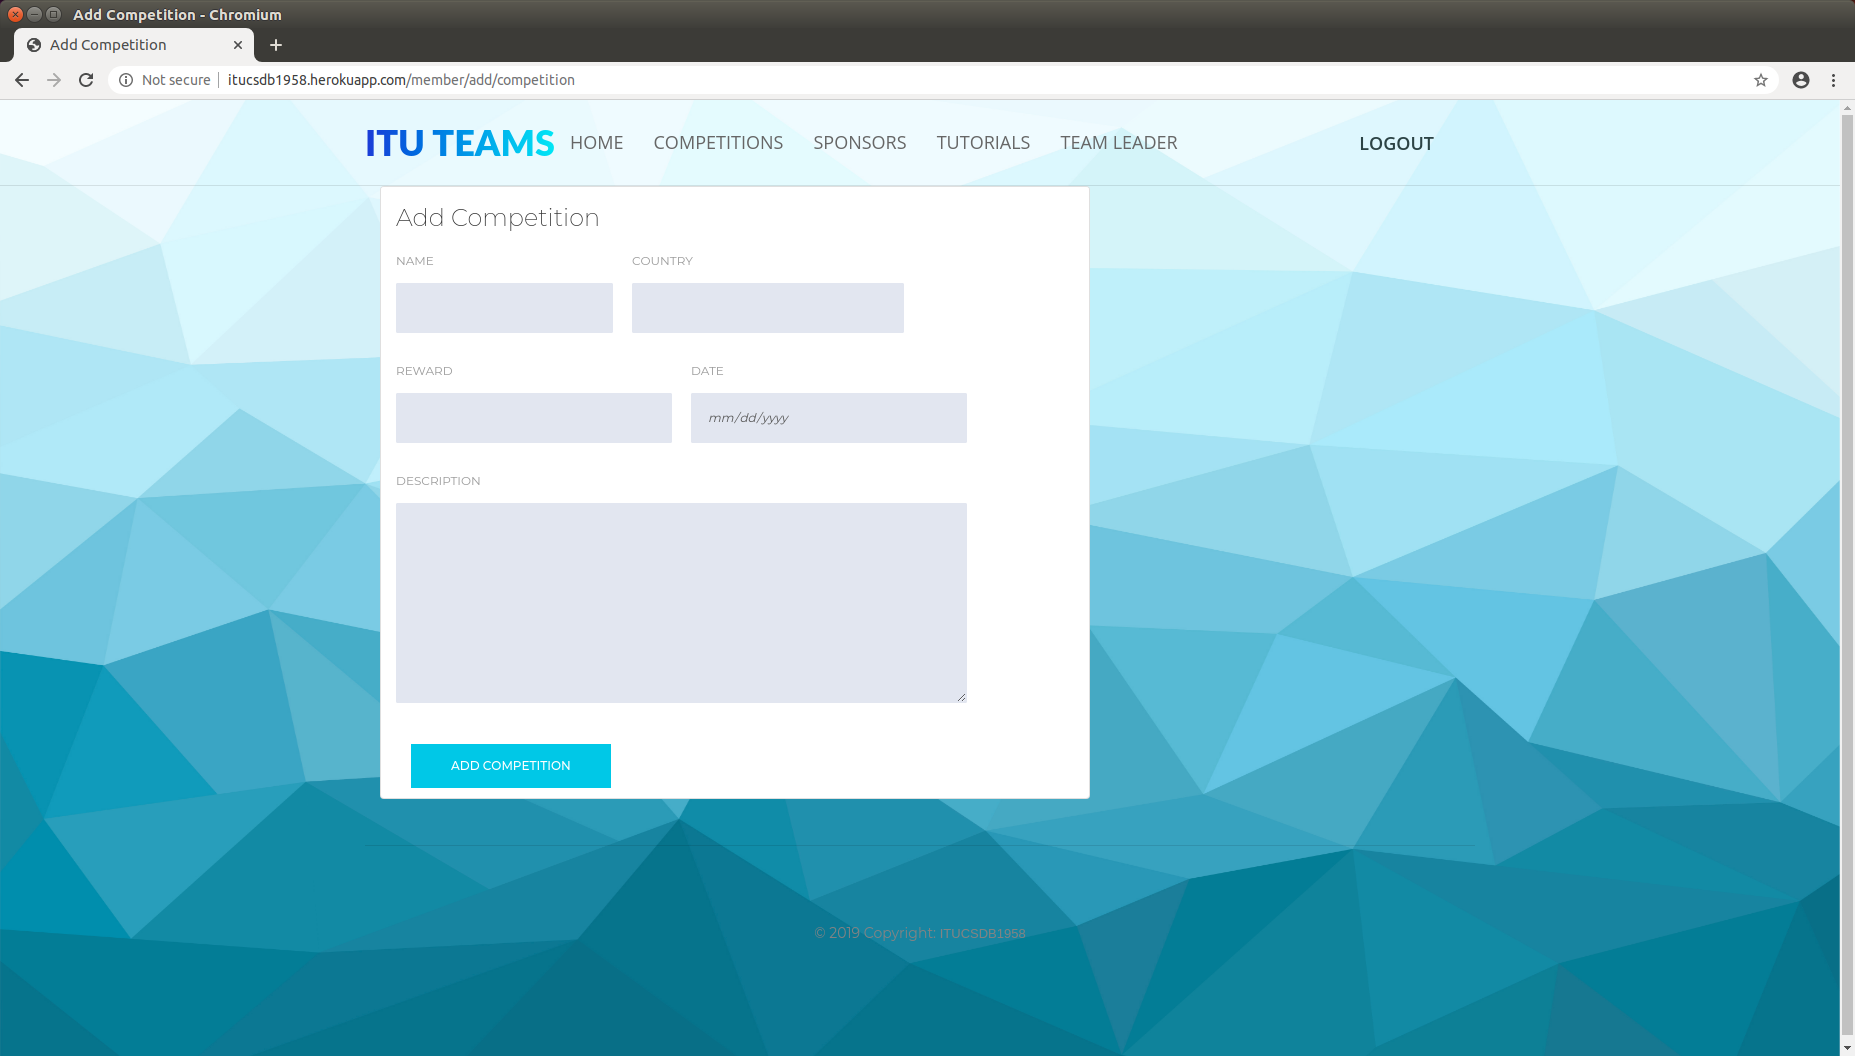 Add Competition - Chromium
Add Competition
Not secure itucsdb1958.herokuapp.com/member/add/competition
ITU TEAMS HOME COMPETITIONS SPONSORS TUTORIALS TEAM LEADER LOGOUT
Add Competition
NAME COUNTRY
REWARD DATE
mm/dd/yyyy
DESCRIPTION
ADD COMPETITION
© 2019 Copyright: ITUCSDB1958